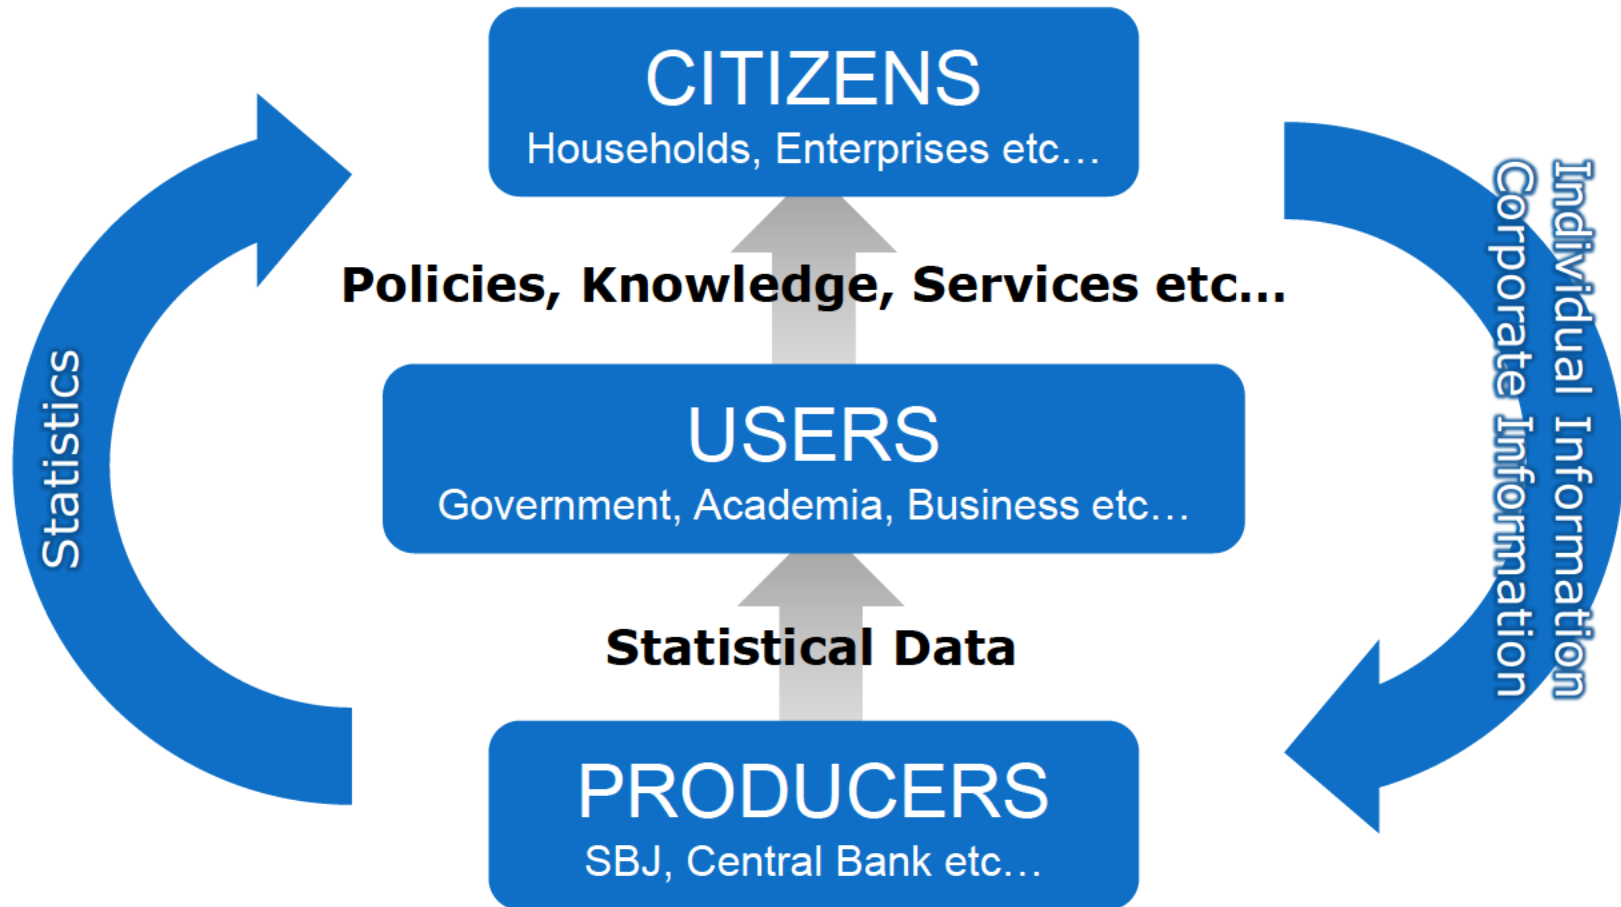 CITIZENS
Households, Enterprises etc…
Policies, Knowledge, Services etc…
USERS
Government, Academia, Business etc…
Statistical Data
PRODUCERS
SBJ, Central Bank etc…
Statistics
Individual Information
Corporate Information